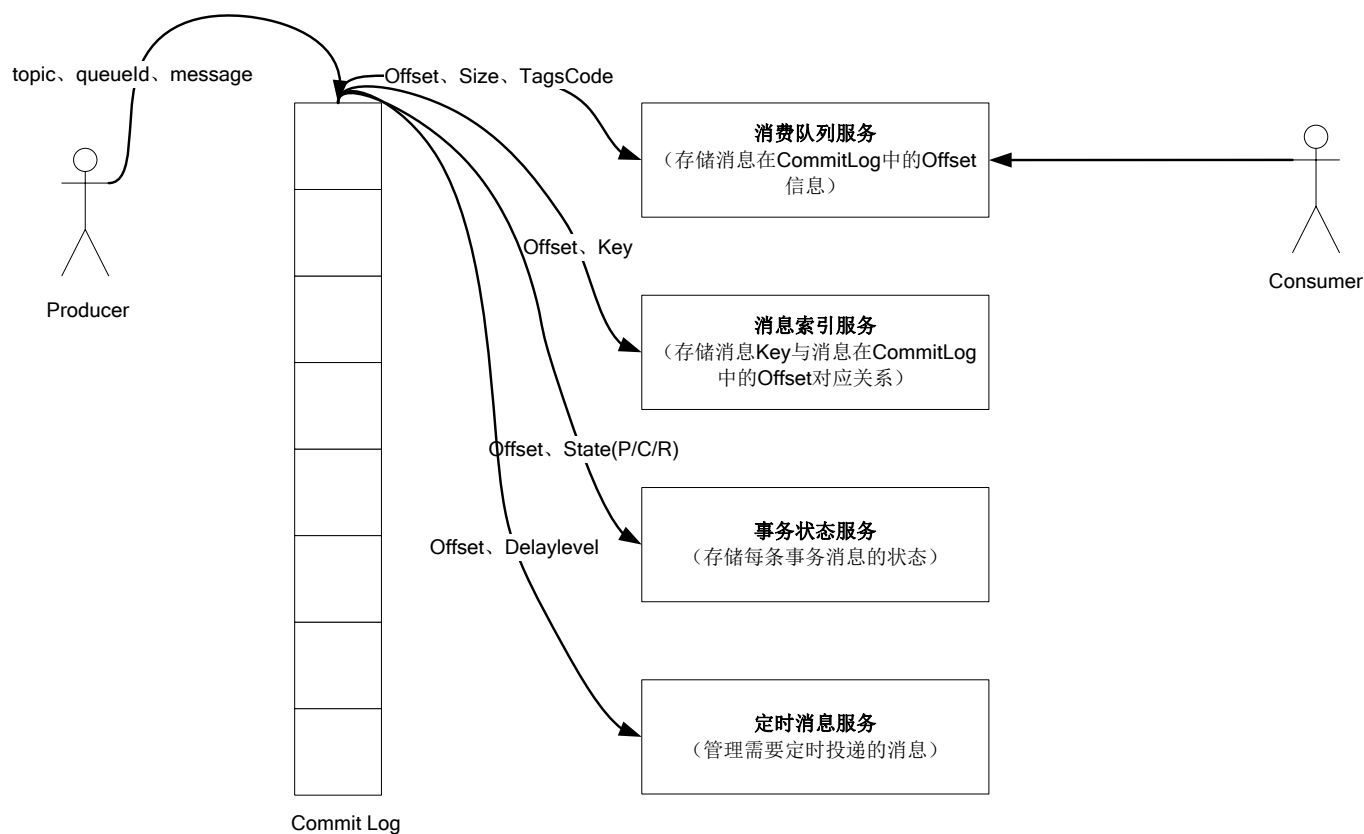 topic、queueId、message
Offset、Size、TagsCode
消费队列服务
（存储消息在CommitLog中的Offset
信息）
Producer
Consumer
Offset、Key
消息索引服务
（存储消息Key与消息在CommitLog
中的Offset对应关系）
Offset、State(P/C/R)
事务状态服务
（存储每条事务消息的状态）
Offset、Delaylevel
定时消息服务
（管理需要定时投递的消息）
Commit Log